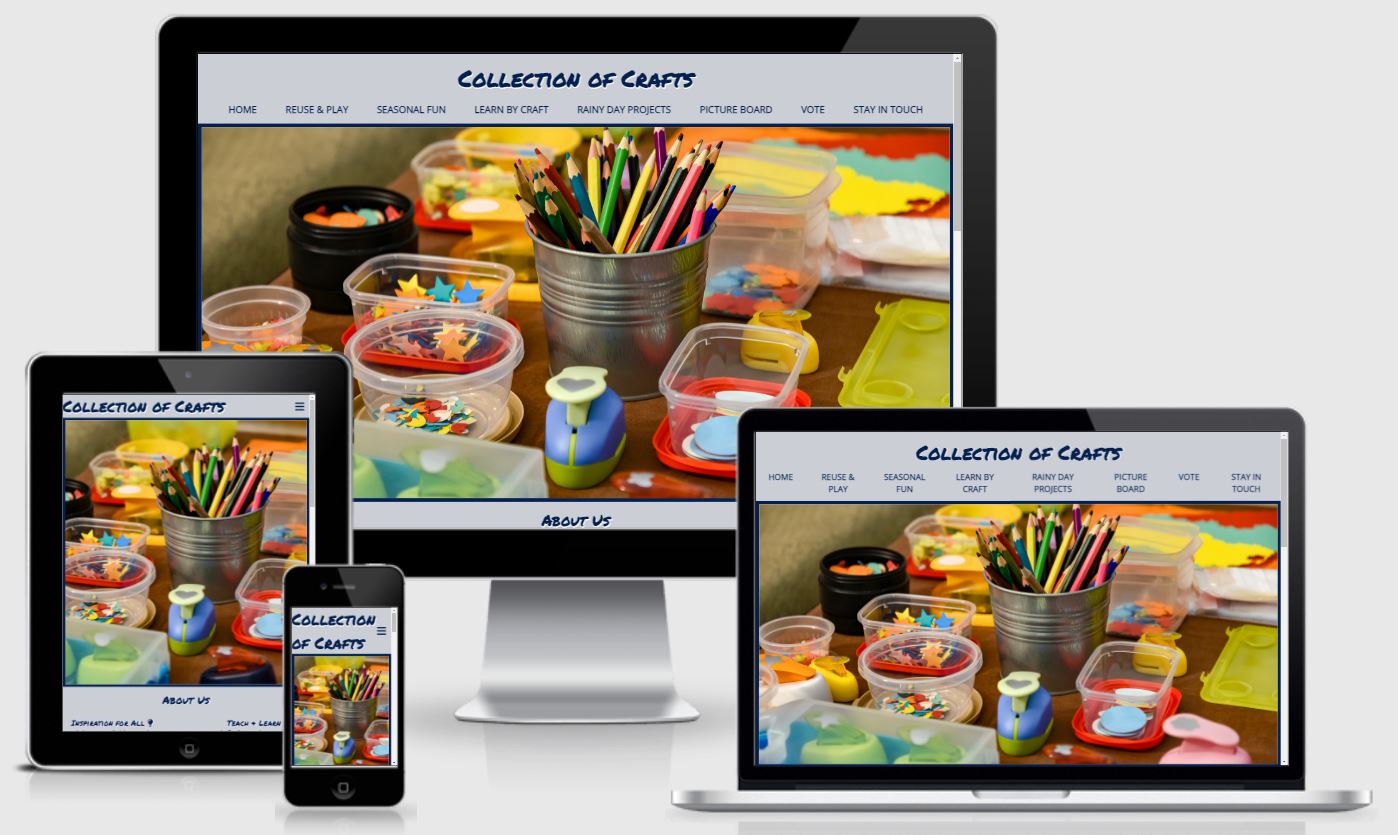 Collection of Crafts
HOME REUSE & PLAY SEASONAL FUN LEARN BY CRAFT RAINY DAY PROJECTS PICTURE BOARD VOTE STAY IN TOUCH
About Us
Collection of Crafts
About Us
Inspiration for All Teach + Learn
Collection
of Crafts
Collection of Crafts
HOME REUSE & PLAY SEASONAL FUN LEARN BY CRAFT RAINY DAY PROJECTS PICTURE BOARD VOTE STAY IN TOUCH